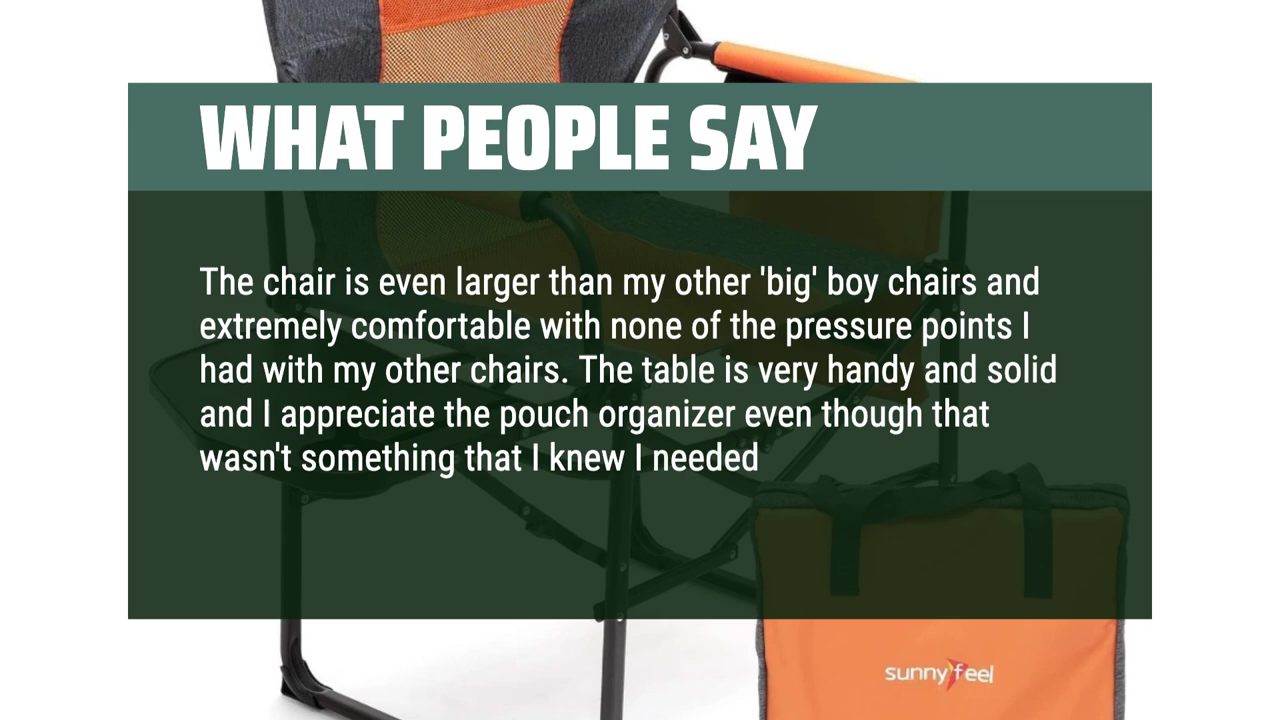 WHAT PEOPLE SAY
The chair is even larger than my other 'big' boy chairs and
extremely comfortable with none of the pressure points I
had with my other chairs. The table is very handy and solid
and I appreciate the pouch organizer even though that
wasn't something that I knew I needed
sunnyfeel